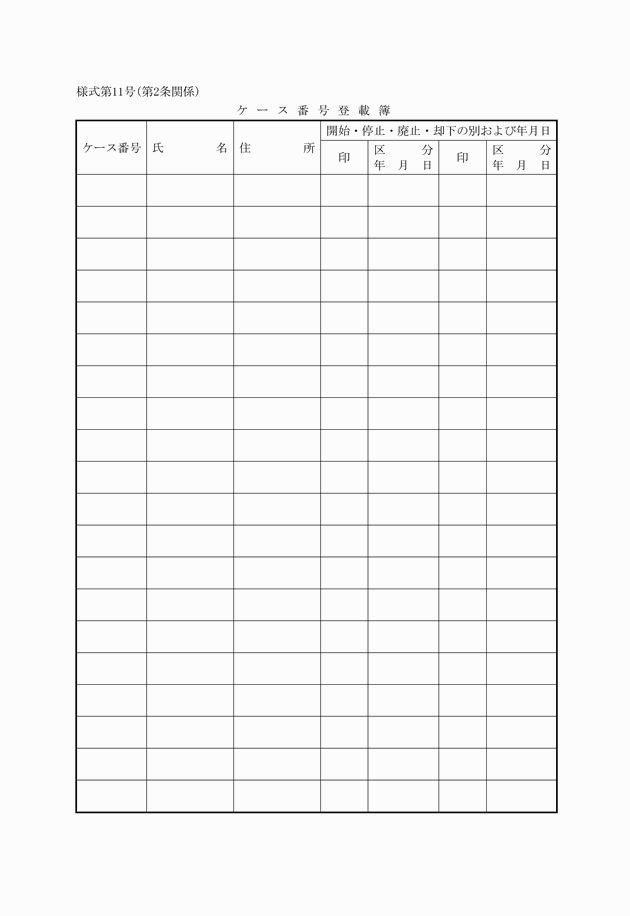 様式第11号(第2条関係)
ケース番号登載簿
ケース番号 氏名 住所 開始・停止・廃止・却下の別および年月日
印 区分 年月日 印 区分 年月日